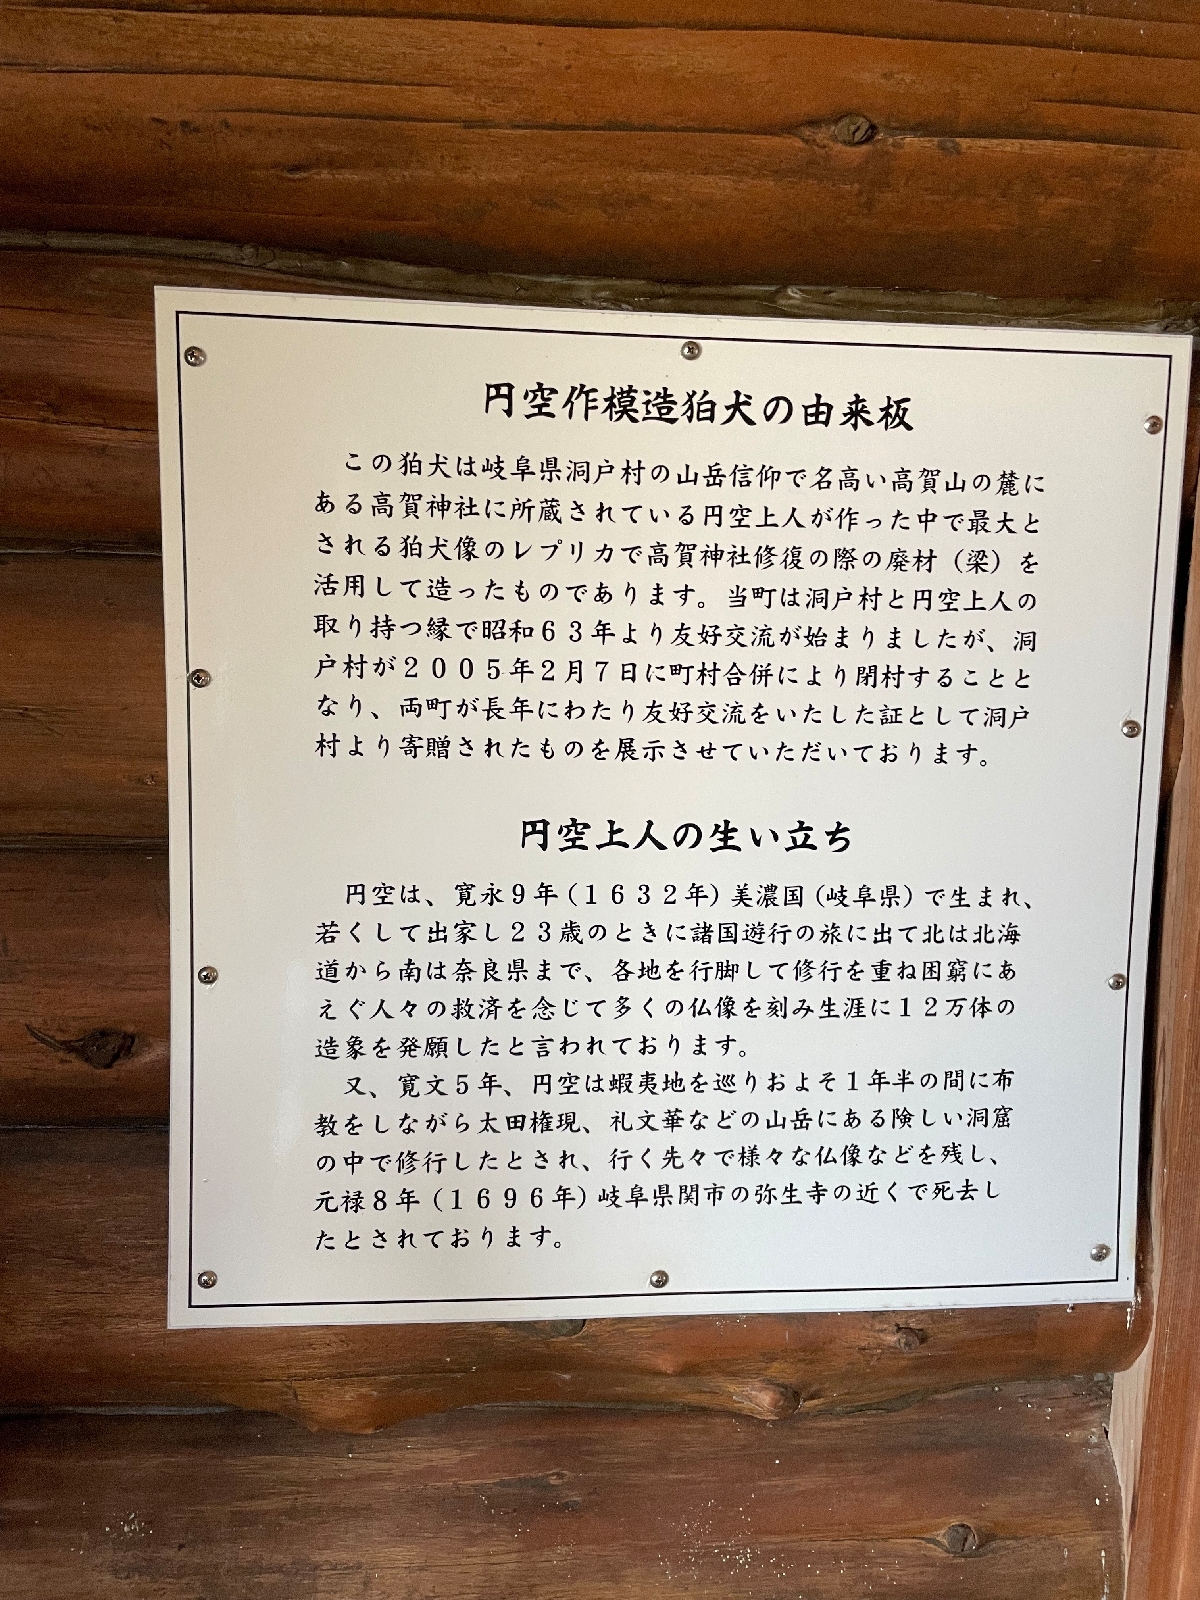 円空作模造狛犬の由来板
この狛犬は岐阜県洞戸村の山岳信仰で名高い高賀山の麓に
ある高賀神社に所蔵されている円空上人が作った中で最大と
される狛犬像のレプリカで高賀神社修復の際の廃材（梁）を
活用して造ったものであります。当町は洞戸村と円空上人の
取り持つ縁で昭和６３年より友好交流が始まりましたが、洞
戸村が２００５年２月７日に町村合併により閉村することと
なり、両町が長年にわたり友好交流をいたした証として洞戸
村より寄贈されたものを展示させていただいております。
円空上人の生い立ち
円空は、寛永９年（１６３２年）美濃国（岐阜県）で生まれ、
若くして出家し２３歳のときに諸国遊行の旅に出て北は北海
道から南は奈良県まで、各地を行脚して修行を重ね困窮にあ
えぐ人々の救済を念じて多くの仏像を刻み生涯に１２万体の
造象を発願したと言われております。
又、寛文５年、円空は蝦夷地を巡りおよそ１年半の間に布
教をしながら太田権現、礼文華などの山岳にある険しい洞窟
の中で修行したとされ、行く先々で様々な仏像などを残し、
元禄８年（１６９６年）岐阜県関市の弥生寺の近くで死去し
たとされております。